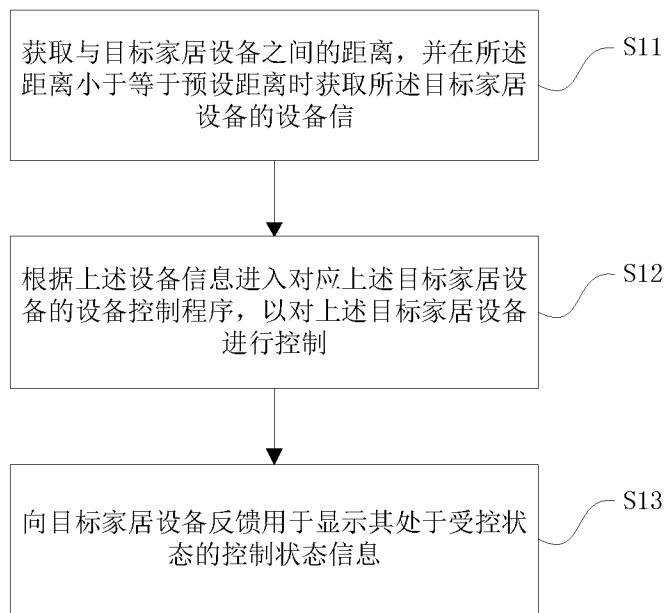 获取与目标家居设备之间的距离，并在所述
距离小于等于预设距离时获取所述目标家居
设备的设备信
S11
根据上述设备信息进入对应上述目标家居设
备的设备控制程序，以对上述目标家居设备
进行控制
S12
向目标家居设备反馈用于显示其处于受控状
态的控制状态信息
S13